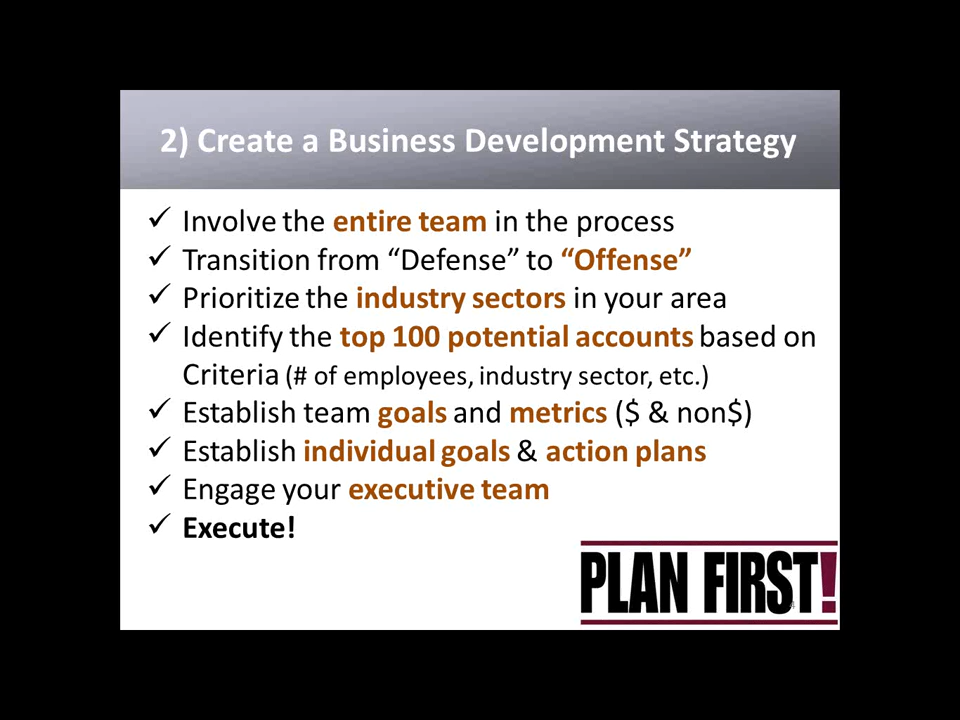 2) Create a Business Development Strategy
✓ Involve the entire team in the process
✓ Transition from “Defense” to “Offense”
✓ Prioritize the industry sectors in your area
✓ Identify the top 100 potential accounts based on
Criteria (# of employees, industry sector, etc.)
✓ Establish team goals and metrics ($ & non$)
✓ Establish individual goals & action plans
✓ Engage your executive team
✓ Execute!
PLAN FIRST!